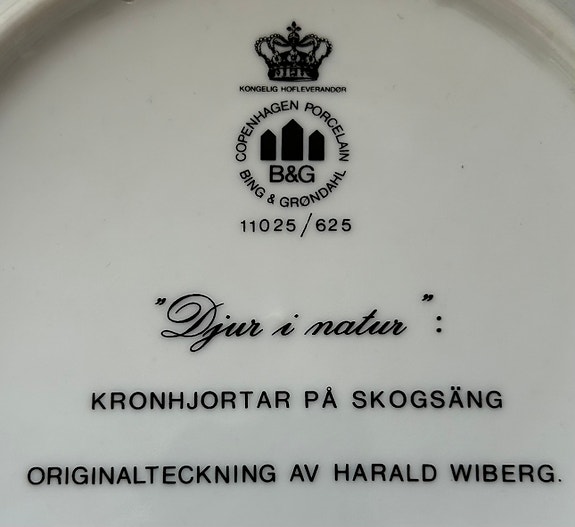 KONGELIG HOFLEVERANDØR
COPENHAGEN PORCELAIN
B&G
BING & GRØNDAHL
11025/625
"Djur i natur":
KRONHJORTAR PÅ SKOGSÄNG
ORIGINALTECKNING AV HARALD WIBERG.